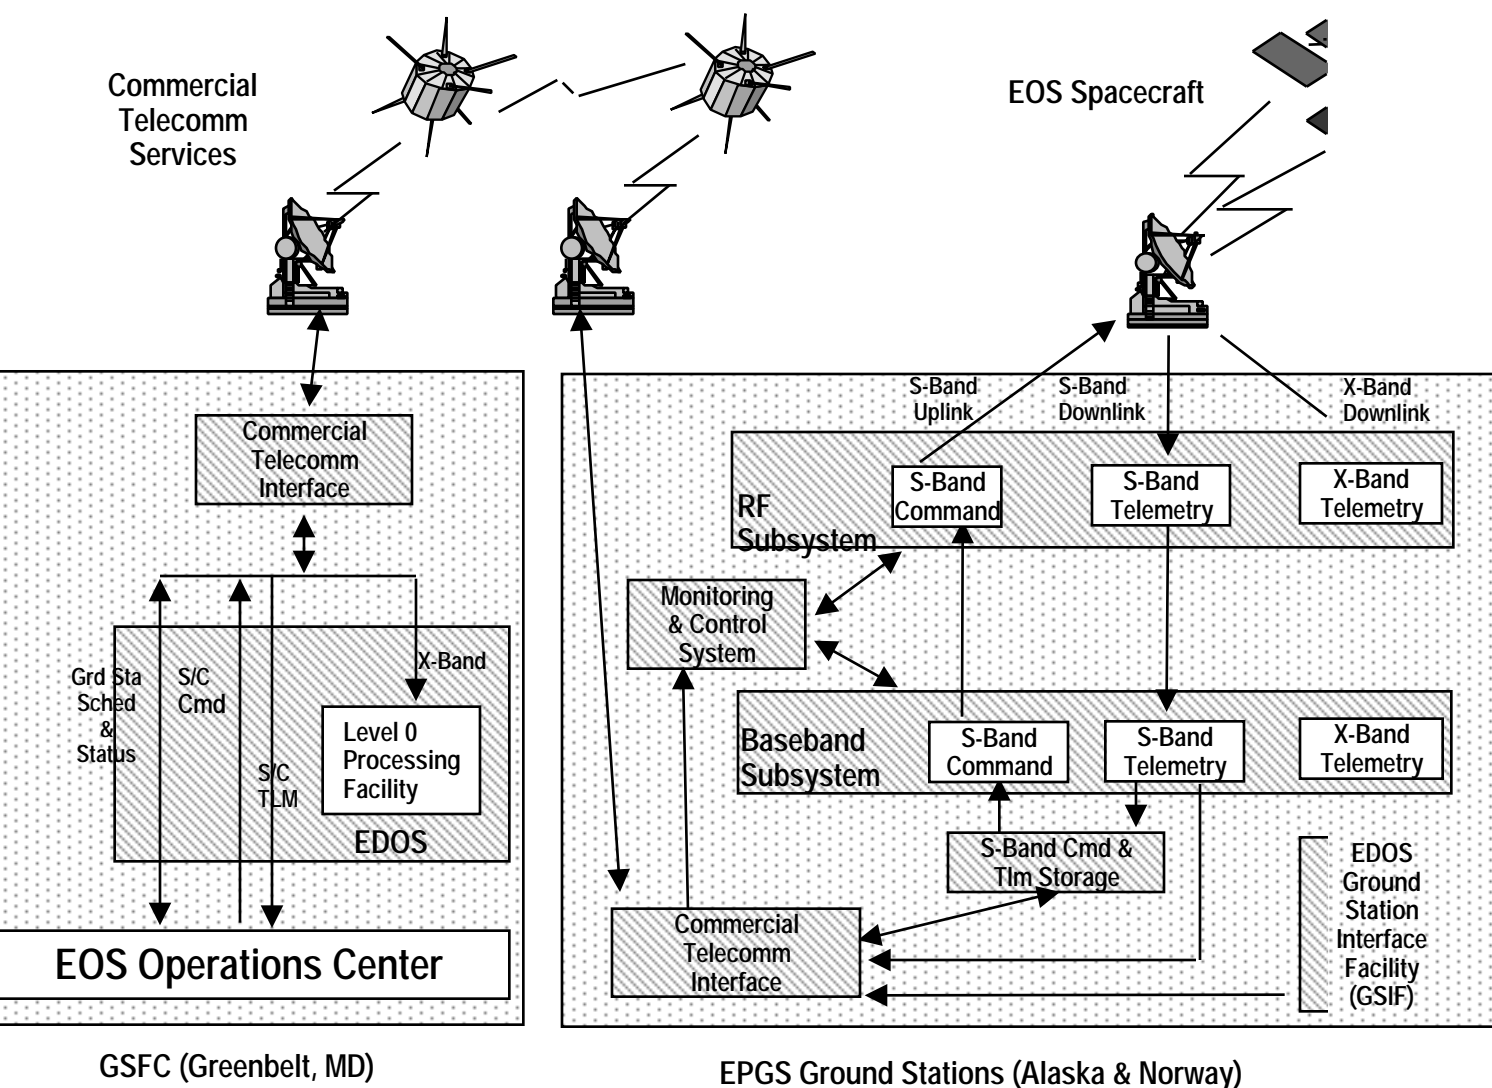 Commercial
Telecomm
Services
EOS Spacecraft
S-Band
Uplink
S-Band
Downlink
X-Band
Downlink
Commercial
Telecomm
Interface
RF
Subsystem
S-Band
Command
S-Band
Telemetry
X-Band
Telemetry
Monitoring
& Control
System
Grd Sta
Sched
&
Status
S/C
Cmd
S/C
TLM
X-Band
Level 0
Processing
Facility
EDOS
Baseband
Subsystem
S-Band
Command
S-Band
Telemetry
X-Band
Telemetry
S-Band Cmd &
Tlm Storage
Commercial
Telecomm
Interface
EDOS
Ground
Station
Interface
Facility
(GSIF)
EOS Operations Center
GSFC (Greenbelt, MD)
EPGS Ground Stations (Alaska & Norway)